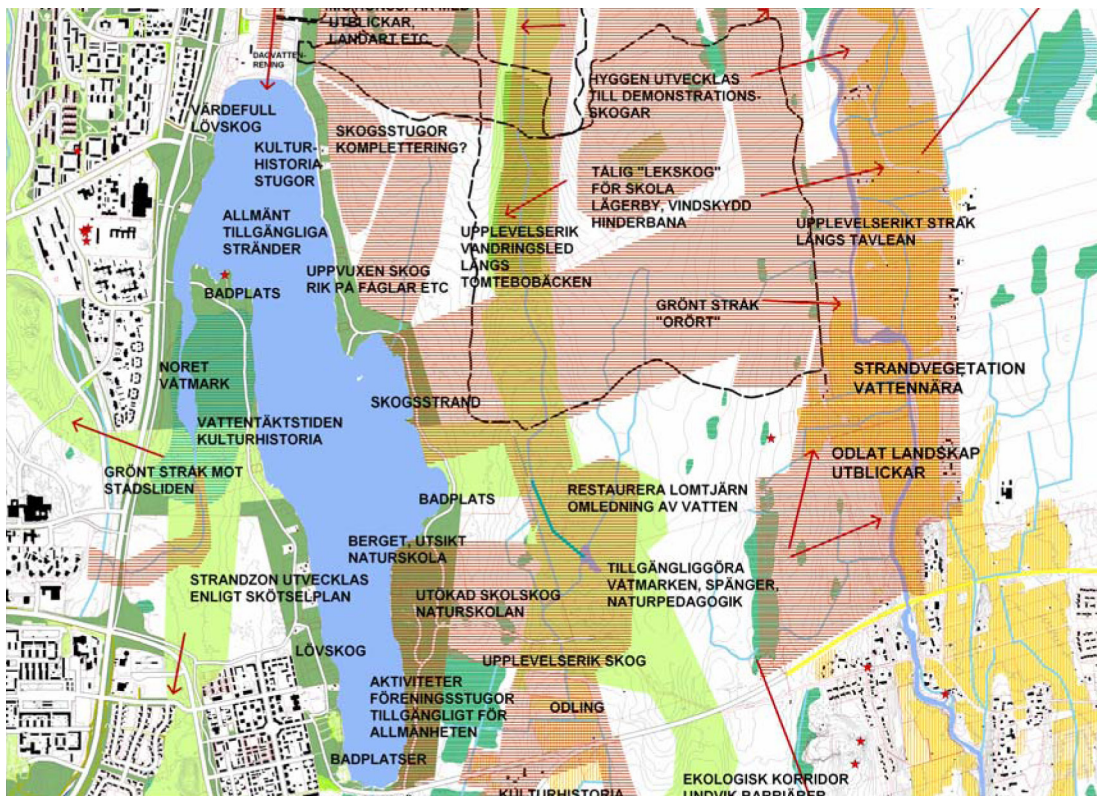 UTBLICKAR,
LANDART ETC
DAGVATTEN-
RENING
VÄRDEFULL
LÖVSKOG
KULTUR-
HISTORIA
STUGOR
SKOGSSTUGOR
KOMPLETTERING?
HYGGEN UTVECKLAS
TILL DEMONSTRATIONS-
SKOGAR
TÅLIG "LEKSKOG"
FÖR SKOLA
LÄGERBY, VINDSKYDD
HINDERBANA
ALLMÄNT
TILLGÄNGLIGA
STRÄNDER
UPPLEVELSERIK
VANDRINGSLED
LÄNGS
TOMTEBOBÄCKEN
UPPLEVELSERIKT STRÅK
LÄNGS TAVLEÅN
UPPVUXEN SKOG
RIK PÅ FÅGLAR ETC
BADPLATS
GRÖNT STRÅK
"ORÖRT"
NORET
VÅTMARK
STRANDVEGETATION
VATTENNÄRA
SKOGSSTRAND
VATTENTÄKTSTIDEN
KULTURHISTORIA
GRÖNT STRÅK MOT
STADSLIDEN
ODLAT LANDSKAP
UTBLICKAR
BADPLATS
RESTAURERA LOMTJÄRN
OMLEDNING AV VATTEN
BERGET, UTSIKT
NATURSKOLA
TILLGÄNGLIGGÖRA
VÅTMARKEN, SPÄNGER,
NATURPEDAGOGIK
STRANDZON UTVECKLAS
ENLIGT SKÖTSELPLAN
UTÖKAD SKOLSKOG
NATURSKOLAN
LÖVSKOG
UPPLEVELSERIK SKOG
AKTIVITETER
FÖRENINGSSTUGOR
TILLGÄNGLIGT FÖR
ALLMÄNHETEN
ODLING
BADPLATSER
EKOLOGISK KORRIDOR
UNDVIK BARRIÄRER
KULTURHISTORIA